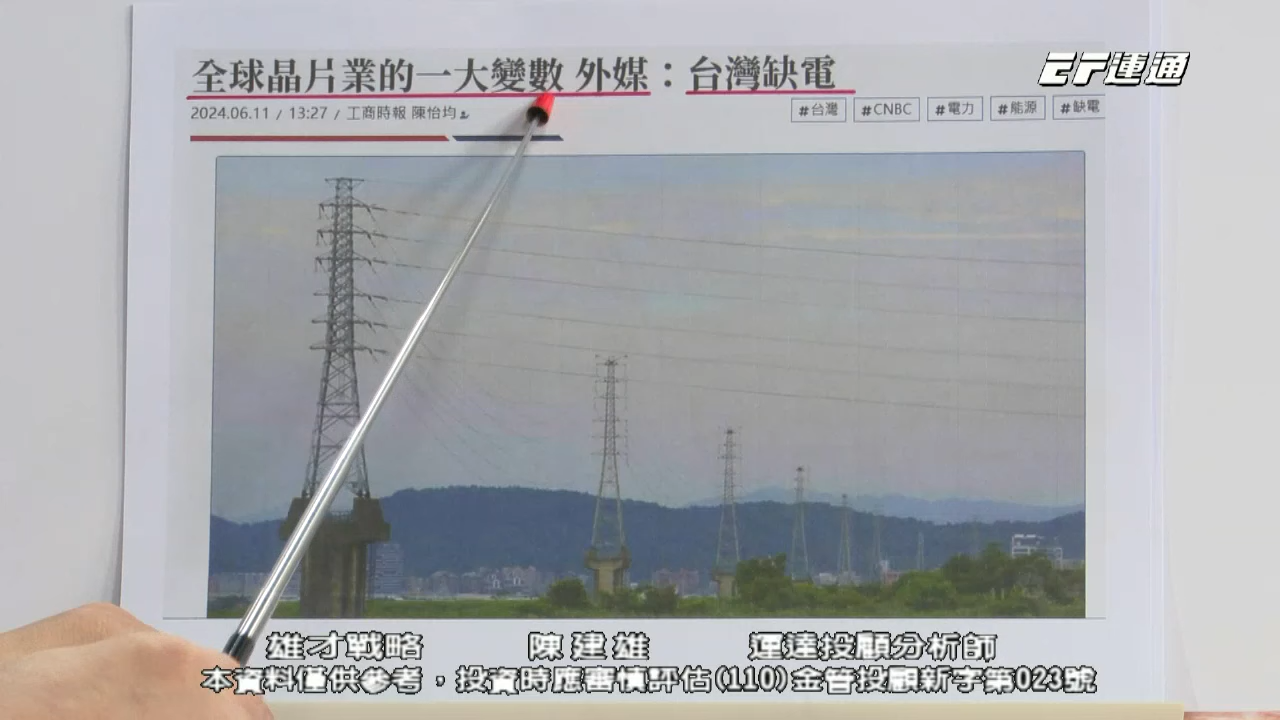 全球晶片業的一大變數 外媒：台灣缺電
EF運通
2024.06.11 / 13:27 / 工商時報 陳怡均
#台灣 #CNBC #電力 #能源 #缺電
雄才戰略 陳建雄 運達投顧分析師
本資料僅供參考，投資時應審慎評估(110)金管投顧新字第023號